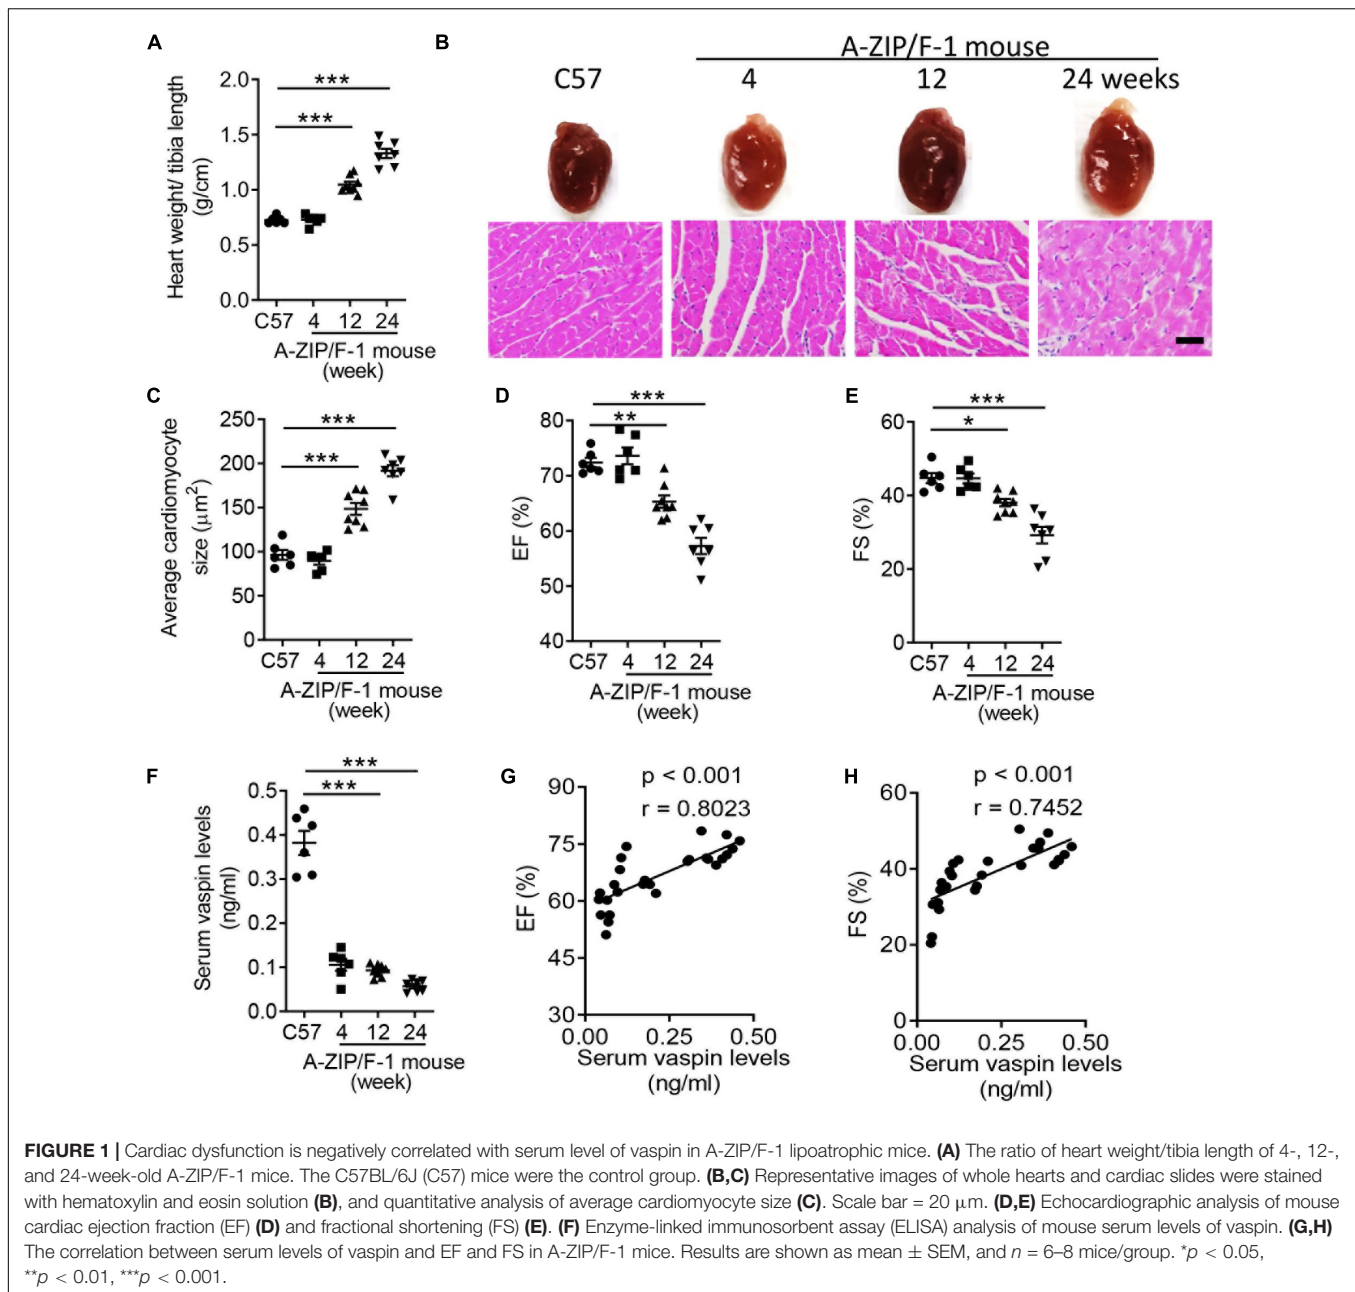 A
Heart weight/ tibia length
(g/cm)
2.0
1.5
1.0
0.5
0.0
***
***
C57 4 12 24
A-ZIP/F-1 mouse
(week)
B
A-ZIP/F-1 mouse
C57 4 12 24 weeks
C
Average cardiomyocyte
size (μm²)
250
200
150
100
50
0
***
***
C57 4 12 24
A-ZIP/F-1 mouse
(week)
D
EF (%)
80
70
60
50
40
***
**
C57 4 12 24
A-ZIP/F-1 mouse
(week)
E
FS (%)
60
40
20
0
***
*
C57 4 12 24
A-ZIP/F-1 mouse
(week)
F
Serum vaspin levels
(ng/ml)
0.5
0.4
0.3
0.2
0.1
0.0
***
***
C57 4 12 24
A-ZIP/F-1 mouse
(week)
G
p < 0.001
r = 0.8023
EF (%)
90
75
60
45
30
0.00 0.25 0.50
Serum vaspin levels
(ng/ml)
H
p < 0.001
r = 0.7452
FS (%)
60
40
20
0
0.00 0.25 0.50
Serum vaspin levels
(ng/ml)
FIGURE 1 | Cardiac dysfunction is negatively correlated with serum level of vaspin in A-ZIP/F-1 lipoatrophic mice. (A) The ratio of heart weight/tibia length of 4-, 12-,
and 24-week-old A-ZIP/F-1 mice. The C57BL/6J (C57) mice were the control group. (B,C) Representative images of whole hearts and cardiac slides were stained
with hematoxylin and eosin solution (B), and quantitative analysis of average cardiomyocyte size (C). Scale bar = 20 μm. (D,E) Echocardiographic analysis of mouse
cardiac ejection fraction (EF) (D) and fractional shortening (FS) (E). (F) Enzyme-linked immunosorbent assay (ELISA) analysis of mouse serum levels of vaspin. (G,H)
The correlation between serum levels of vaspin and EF and FS in A-ZIP/F-1 mice. Results are shown as mean ± SEM, and n = 6–8 mice/group. *p < 0.05,
**p < 0.01, ***p < 0.001.